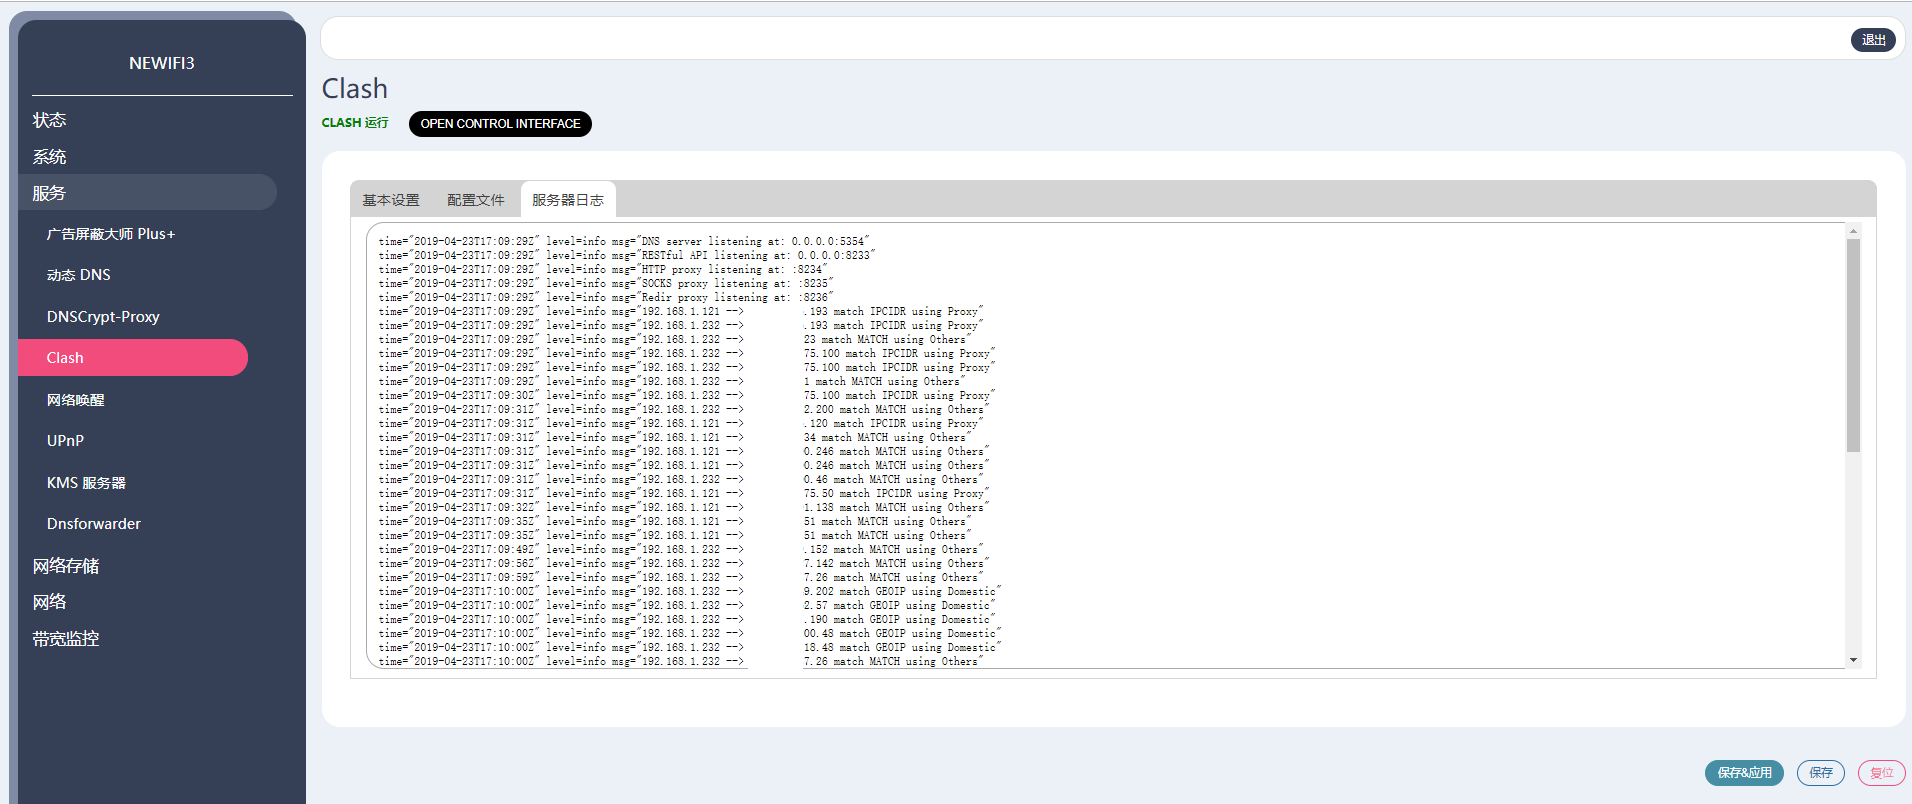 NEWIFI3
状态
系统
服务
广告屏蔽大师 Plus+
动态 DNS
DNSCrypt-Proxy
Clash
网络唤醒
UPnP
KMS 服务器
Dnsforwarder
网络存储
网络
带宽监控
退出
Clash
CLASH 运行 OPEN CONTROL INTERFACE
基本设置 配置文件 服务器日志
time="2019-04-23T17:09:29Z" level=info msg="DNS server listening at: 0.0.0.0:5354"
time="2019-04-23T17:09:29Z" level=info msg="RESTful API listening at: 0.0.0.0:8233"
time="2019-04-23T17:09:29Z" level=info msg="HTTP proxy listening at: :8234"
time="2019-04-23T17:09:29Z" level=info msg="SOCKS proxy listening at: :8235"
time="2019-04-23T17:09:29Z" level=info msg="Redir proxy listening at: :8236"
time="2019-04-23T17:09:29Z" level=info msg="192.168.1.121 --> .193 match IPCIDR using Proxy"
time="2019-04-23T17:09:29Z" level=info msg="192.168.1.232 --> .193 match IPCIDR using Proxy"
time="2019-04-23T17:09:29Z" level=info msg="192.168.1.232 --> 23 match MATCH using Others"
time="2019-04-23T17:09:29Z" level=info msg="192.168.1.232 --> 75.100 match IPCIDR using Proxy"
time="2019-04-23T17:09:29Z" level=info msg="192.168.1.232 --> 75.100 match IPCIDR using Proxy"
time="2019-04-23T17:09:29Z" level=info msg="192.168.1.232 --> 1 match MATCH using Others"
time="2019-04-23T17:09:30Z" level=info msg="192.168.1.232 --> 75.100 match IPCIDR using Proxy"
time="2019-04-23T17:09:31Z" level=info msg="192.168.1.232 --> 2.200 match MATCH using Others"
time="2019-04-23T17:09:31Z" level=info msg="192.168.1.121 --> .120 match IPCIDR using Proxy"
time="2019-04-23T17:09:31Z" level=info msg="192.168.1.121 --> 34 match MATCH using Others"
time="2019-04-23T17:09:31Z" level=info msg="192.168.1.121 --> 0.246 match MATCH using Others"
time="2019-04-23T17:09:31Z" level=info msg="192.168.1.121 --> 0.246 match MATCH using Others"
time="2019-04-23T17:09:31Z" level=info msg="192.168.1.232 --> 0.46 match MATCH using Others"
time="2019-04-23T17:09:31Z" level=info msg="192.168.1.121 --> 75.50 match IPCIDR using Proxy"
time="2019-04-23T17:09:32Z" level=info msg="192.168.1.121 --> 1.138 match MATCH using Others"
time="2019-04-23T17:09:35Z" level=info msg="192.168.1.121 --> 51 match MATCH using Others"
time="2019-04-23T17:09:35Z" level=info msg="192.168.1.121 --> 51 match MATCH using Others"
time="2019-04-23T17:09:49Z" level=info msg="192.168.1.232 --> .152 match MATCH using Others"
time="2019-04-23T17:09:56Z" level=info msg="192.168.1.232 --> 7.142 match MATCH using Others"
time="2019-04-23T17:09:59Z" level=info msg="192.168.1.232 --> 7.26 match MATCH using Others"
time="2019-04-23T17:10:00Z" level=info msg="192.168.1.232 --> 9.202 match GEOIP using Domestic"
time="2019-04-23T17:10:00Z" level=info msg="192.168.1.232 --> 2.57 match GEOIP using Domestic"
time="2019-04-23T17:10:00Z" level=info msg="192.168.1.232 --> .190 match GEOIP using Domestic"
time="2019-04-23T17:10:00Z" level=info msg="192.168.1.232 --> 00.48 match GEOIP using Domestic"
time="2019-04-23T17:10:00Z" level=info msg="192.168.1.232 --> 18.48 match GEOIP using Domestic"
time="2019-04-23T17:10:00Z" level=info msg="192.168.1.232 --> 7.26 match MATCH using Others"
保存&应用 保存 复位